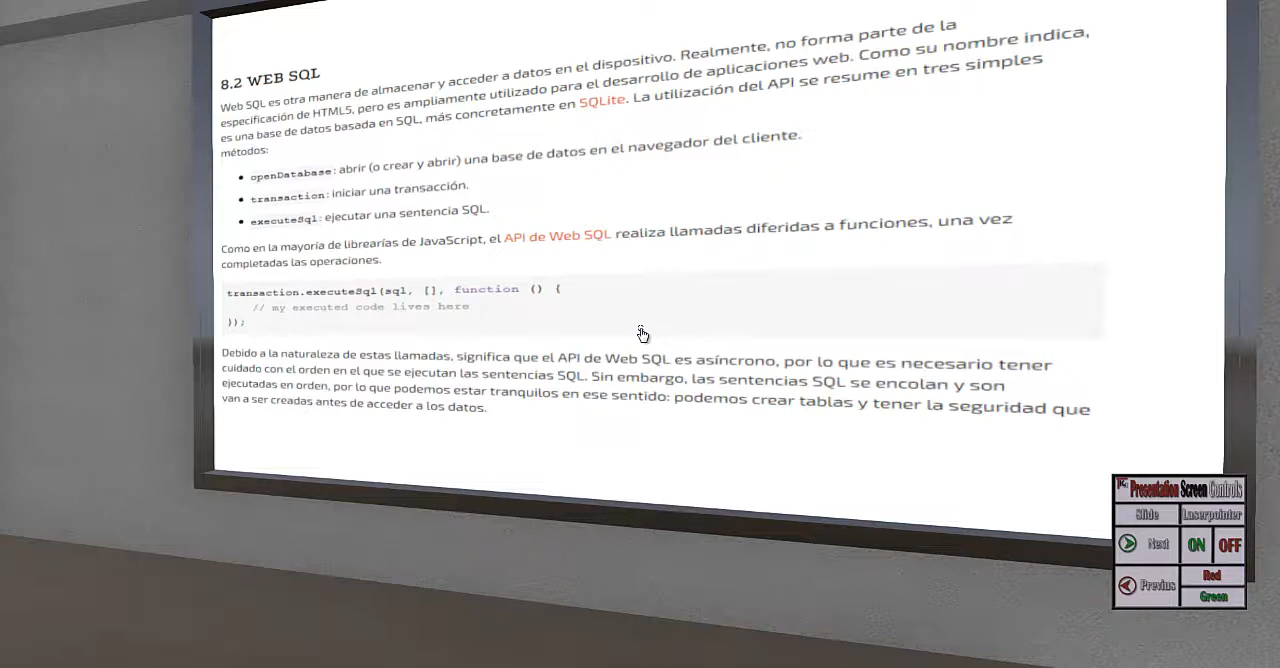 8.2 WEB SQL
Web SQL es otra manera de almacenar y acceder a datos en el dispositivo. Realmente, no forma parte de la
especificación de HTML5, pero es ampliamente utilizado para el desarrollo de aplicaciones web. Como su nombre indica,
es una base de datos basada en SQL, más concretamente en SQLite. La utilización del API se resume en tres simples
métodos:
• openDatabase: abrir (o crear y abrir) una base de datos en el navegador del cliente.
• transaction: iniciar una transacción.
• executeSql: ejecutar una sentencia SQL.
Como en la mayoría de librearías de JavaScript, el API de Web SQL realiza llamadas diferidas a funciones, una vez
completadas las operaciones.
transaction.executeSql(sql, [], function () {
// my executed code lives here
});
Debido a la naturaleza de estas llamadas, significa que el API de Web SQL es asíncrono, por lo que es necesario tener
cuidado con el orden en el que se ejecutan las sentencias SQL. Sin embargo, las sentencias SQL se encolan y son
ejecutadas en orden, por lo que podemos estar tranquilos en ese sentido: podemos crear tablas y tener la seguridad que
van a ser creadas antes de acceder a los datos.
Presentation Screen Controls
Slide Laserpointer
Next ON OFF
Previus Red
Green